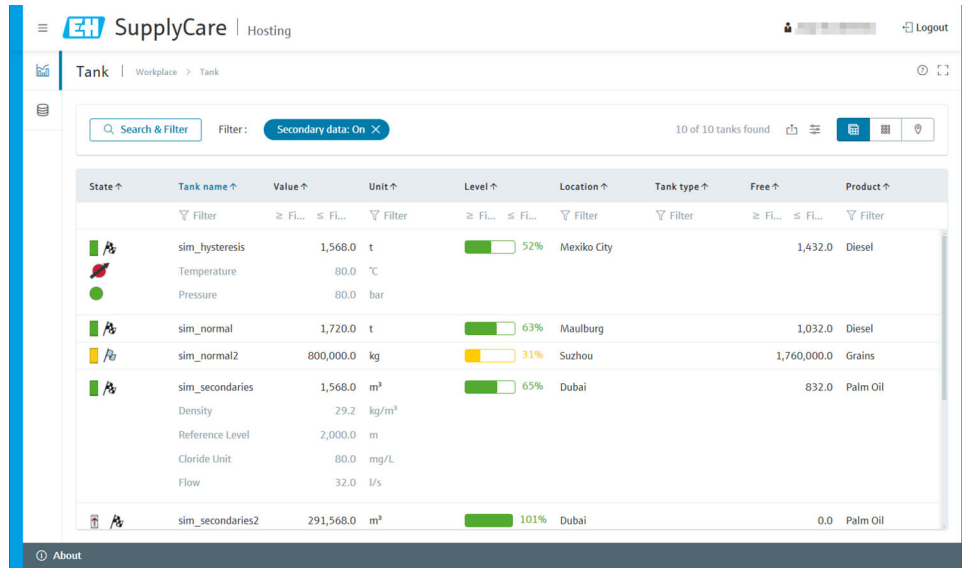 EH SupplyCare Hosting Logout
Tank Workplace > Tank
Search & Filter Filter : Secondary data: On 10 of 10 tanks found
State Tank name Value Unit Level Location Tank type Free Product
Filter ≥ Fi... ≤ Fi... Filter ≥ Fi... ≤ Fi... Filter Filter ≥ Fi... ≤ Fi... Filter
sim_hysteresis 1,568.0 t 52% Mexiko City 1,432.0 Diesel
Temperature 80.0 °C
Pressure 80.0 bar
sim_normal 1,720.0 t 63% Maulburg 1,032.0 Diesel
sim_normal2 800,000.0 kg 31% Suzhou 1,760,000.0 Grains
sim_secondaries 1,568.0 m³ 65% Dubai 832.0 Palm Oil
Density 29.2 kg/m³
Reference Level 2,000.0 m
Cloride Unit 80.0 mg/L
Flow 32.0 l/s
sim_secondaries2 291,568.0 m³ 101% Dubai 0.0 Palm Oil
About